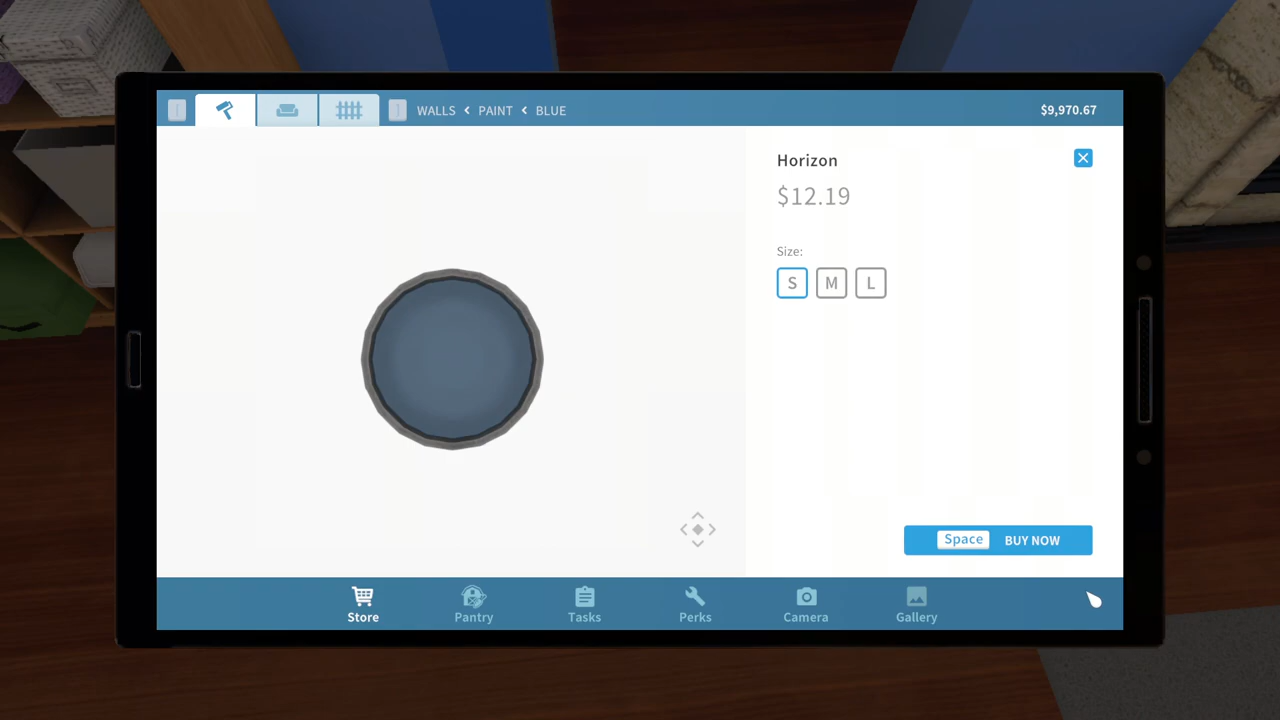 WALLS < PAINT < BLUE
$9,970.67
Horizon
$12.19
Size:
S M L
Space BUY NOW
Store Pantry Tasks Perks Camera Gallery